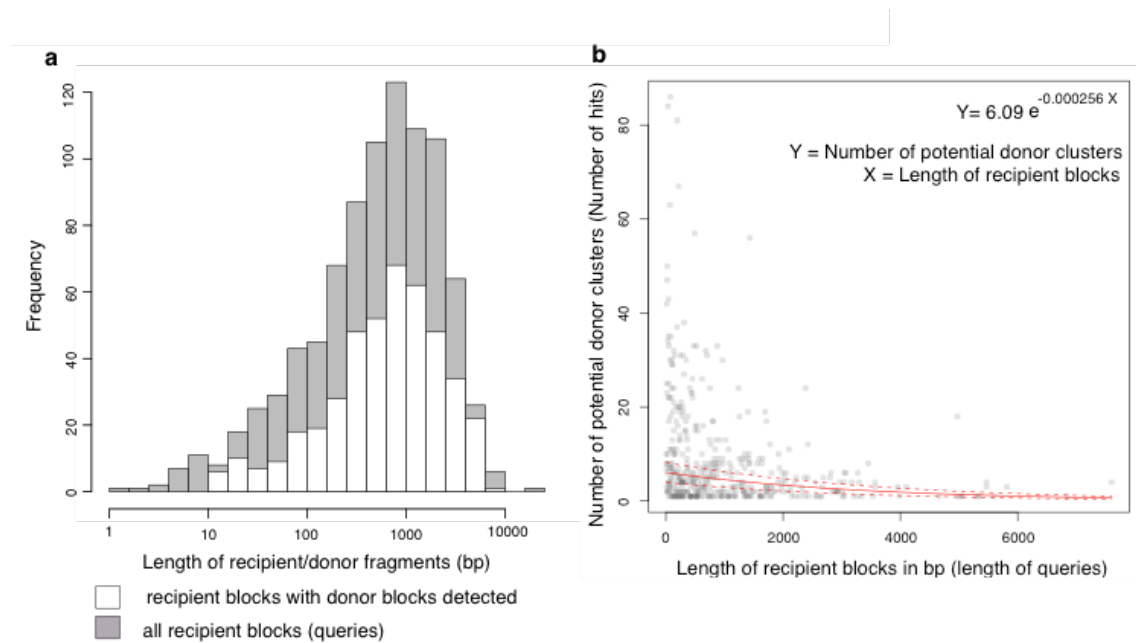 a
120
100
80
60
40
20
0
Frequency
1 10 100 1000 10000
Length of recipient/donor fragments (bp)
recipient blocks with donor blocks detected
all recipient blocks (queries)
b
Y= 6.09 e^-0.000256 X
Y = Number of potential donor clusters
X = Length of recipient blocks
80
60
40
20
0
Number of potential donor clusters (Number of hits)
0 2000 4000 6000
Length of recipient blocks in bp (length of queries)